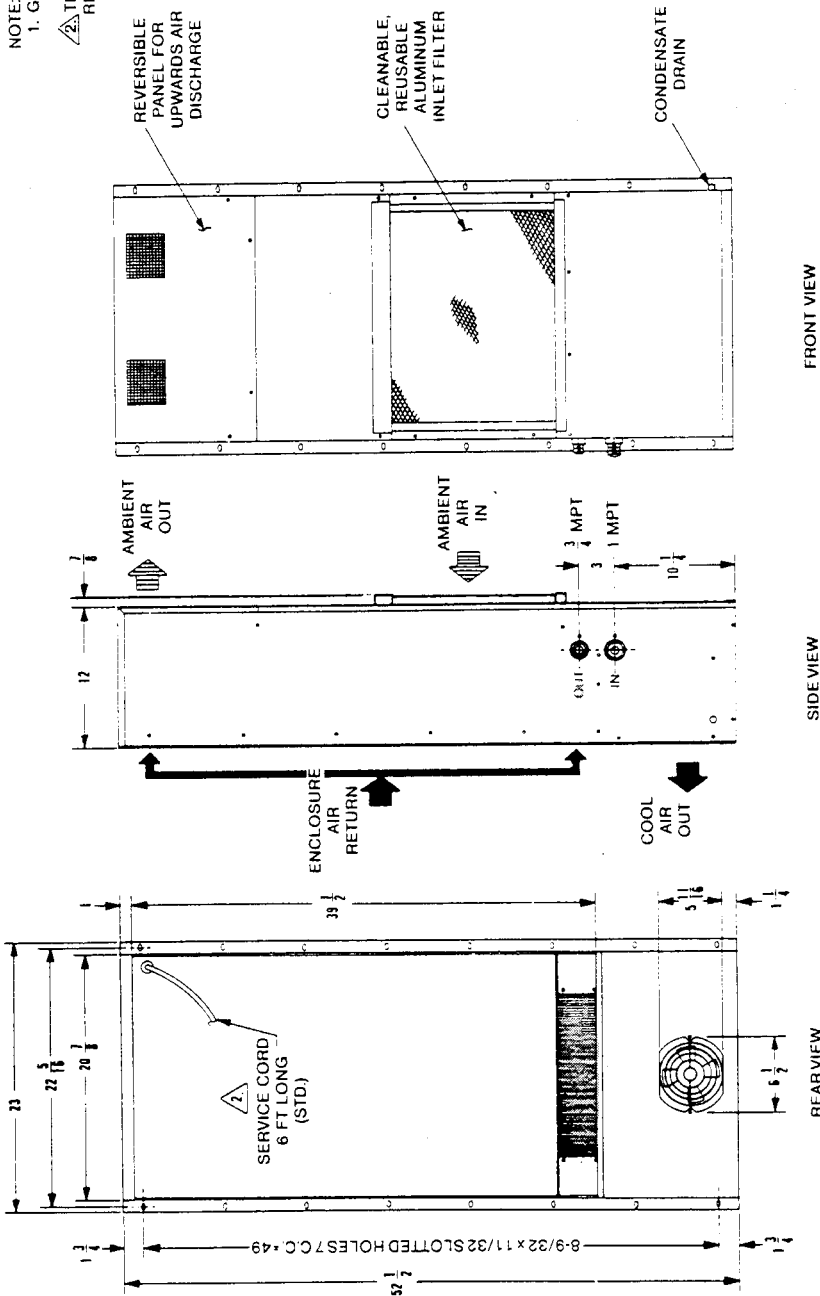 NOTE:
1. G
2. TH
RI
REVERSIBLE
PANEL FOR
UPWARDS AIR
DISCHARGE
CLEANABLE,
REUSABLE
ALUMINUM
INLET FILTER
CONDENSATE
DRAIN
FRONT VIEW
7/8
12
AMBIENT
AIR
OUT
AMBIENT
AIR
IN
3/4 MPT
3
1 MPT
10 1/4
OUT
IN
ENCLOSURE
AIR
RETURN
COOL
AIR
OUT
SIDE VIEW
23
22 5/16
20 7/8
1
39 1/2
5 11/16
1 1/4
2
SERVICE CORD
6 FT LONG
(STD.)
6 1/2
1 3/4
8-9/32 x 11/32 SLOTTED HOLES 7 C.C. = 49
52 1/2
1 3/4
REAR VIEW